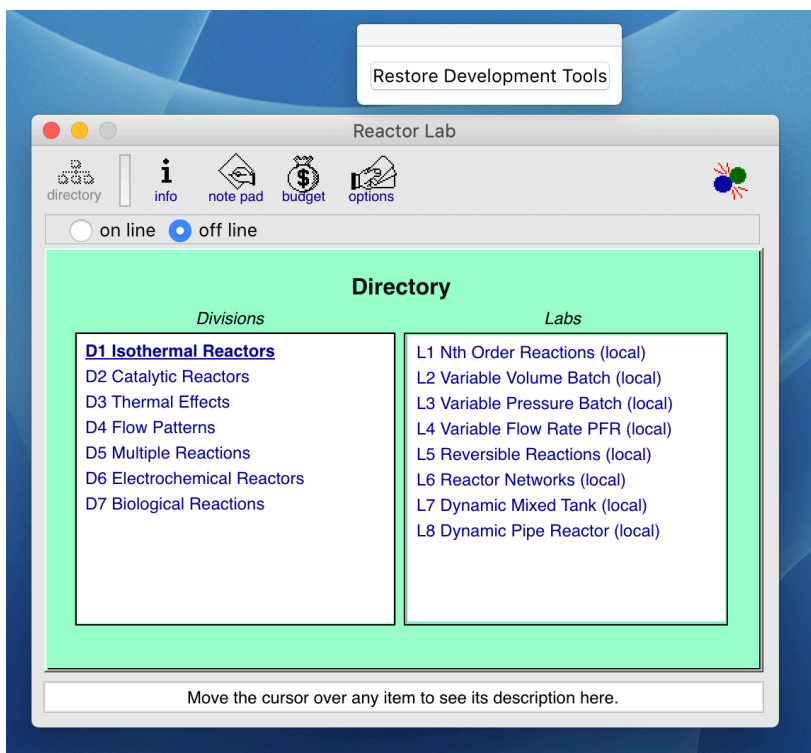 Restore Development Tools
Reactor Lab
directory
info
note pad
budget
options
on line
off line
Directory
Divisions
D1 Isothermal Reactors
D2 Catalytic Reactors
D3 Thermal Effects
D4 Flow Patterns
D5 Multiple Reactions
D6 Electrochemical Reactors
D7 Biological Reactions
Labs
L1 Nth Order Reactions (local)
L2 Variable Volume Batch (local)
L3 Variable Pressure Batch (local)
L4 Variable Flow Rate PFR (local)
L5 Reversible Reactions (local)
L6 Reactor Networks (local)
L7 Dynamic Mixed Tank (local)
L8 Dynamic Pipe Reactor (local)
Move the cursor over any item to see its description here.